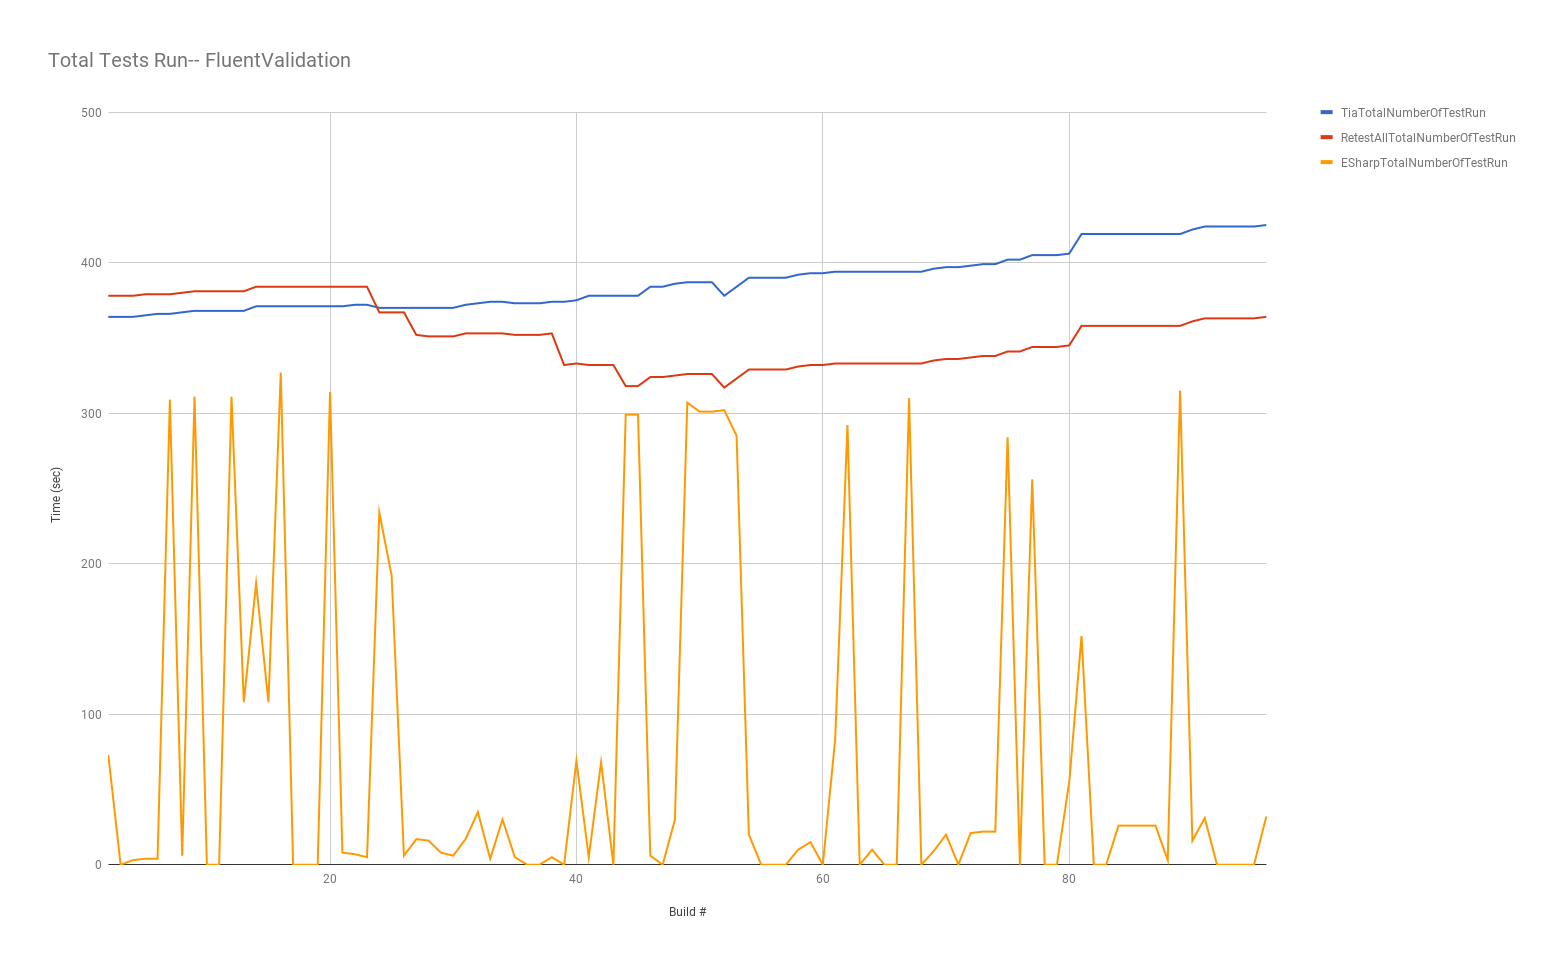 Total Tests Run-- FluentValidation
500
400
300
200
100
0
Time (sec)
20
40
60
80
Build #
TiaTotalNumberOfTestRun
RetestAllTotalNumberOfTestRun
ESharpTotalNumberOfTestRun